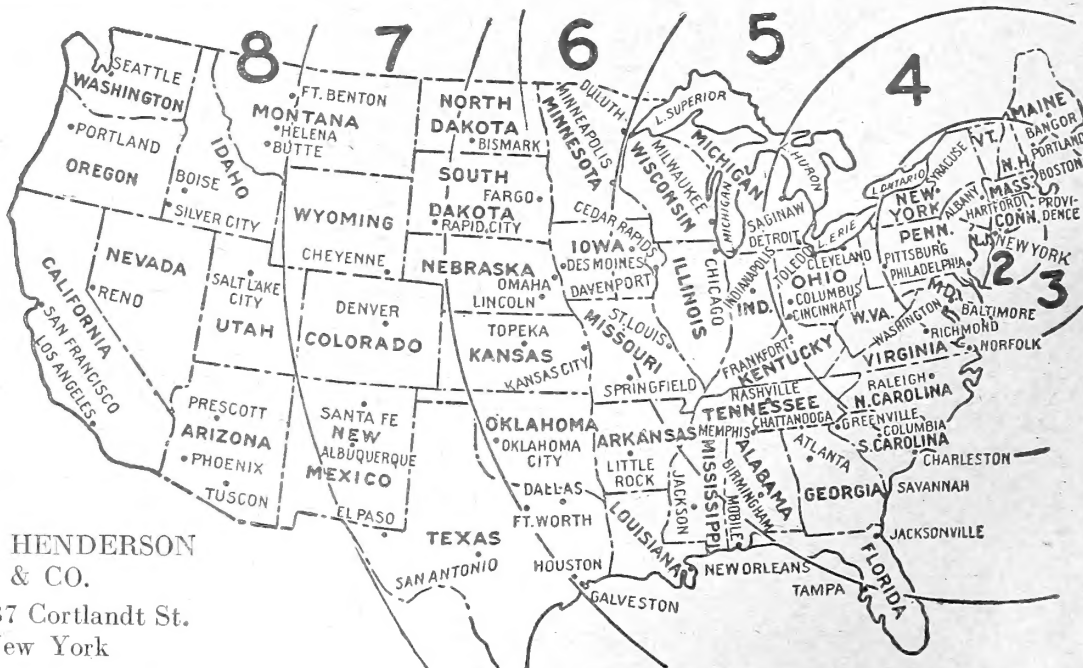 8
7
6
5
4
3
2
SEATTLE
WASHINGTON
PORTLAND
OREGON
IDAHO
BOISE
SILVER CITY
FT. BENTON
MONTANA
HELENA
BUTTE
NORTH
DAKOTA
BISMARK
SOUTH
FARGO
DAKOTA
RAPID CITY
WYOMING
CHEYENNE
NEBRASKA
OMAHA
LINCOLN
NEVADA
RENO
CALIFORNIA
SAN FRANCISCO
LOS ANGELES
SALT LAKE
CITY
UTAH
DENVER
COLORADO
TOPEKA
KANSAS
KANSAS CITY
PRESCOTT
ARIZONA
PHOENIX
TUSCON
SANTA FE
NEW
ALBUQUERQUE
MEXICO
EL PASO
OKLAHOMA
OKLAHOMA
CITY
DALLAS
FT. WORTH
TEXAS
SAN ANTONIO
HOUSTON
GALVESTON
DULUTH
MINNEAPOLIS
MINNESOTA
L. SUPERIOR
WISCONSIN
MILWAUKEE
MICHIGAN
MICHIGAN
HURON
SAGINAW
DETROIT
CEDAR RAPIDS
IOWA
DES MOINES
DAVENPORT
ILLINOIS
CHICAGO
INDIANAPOLIS
IND.
TOLEDO
L. ERIE
CLEVELAND
OHIO
COLUMBUS
CINCINNATI
ST. LOUIS
MISSOURI
SPRINGFIELD
FRANKFORT
KENTUCKY
NASHVILLE
TENNESSEE
MEMPHIS
CHATTANOOGA
ARKANSAS
LITTLE
ROCK
LOUISIANA
JACKSON
MISSISSIPPI
ALABAMA
BIRMINGHAM
MOBILE
NEW ORLEANS
ATLANTA
GEORGIA
SAVANNAH
JACKSONVILLE
FLORIDA
TAMPA
W.VA.
WASHINGTON
RICHMOND
VIRGINIA
NORFOLK
RALEIGH
N. CAROLINA
GREENVILLE
COLUMBIA
S. CAROLINA
CHARLESTON
L. ONTARIO
SYRACUSE
NEW
YORK
ALBANY
PENN.
PITTSBURG
PHILADELPHIA
MD.
BALTIMORE
N.J.
NEW YORK
VT.
N.H.
MAINE
BANGOR
PORTLAND
MASS.
BOSTON
HARTFORD
CONN.
PROVI-
DENCE
HENDERSON
& CO.
37 Cortlandt St.
New York